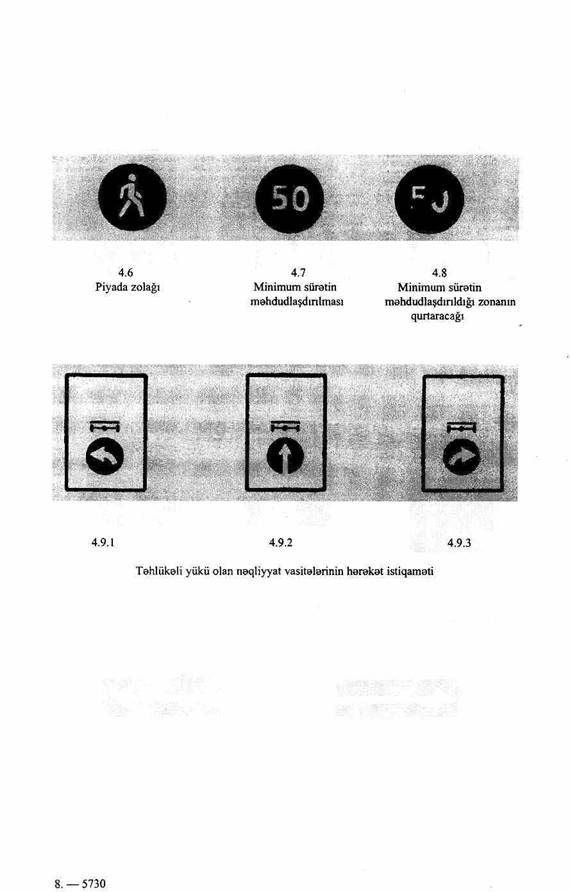 50
4.6
Piyada zolağı
4.7
Minimum sürətin
məhdudlaşdırılması
4.8
Minimum sürətin
məhdudlaşdırıldığı zonanın
qurtaracağı
4.9.1
4.9.2
4.9.3
Təhlükəli yükü olan nəqliyyat vasitələrinin hərəkət istiqaməti
8. — 5730